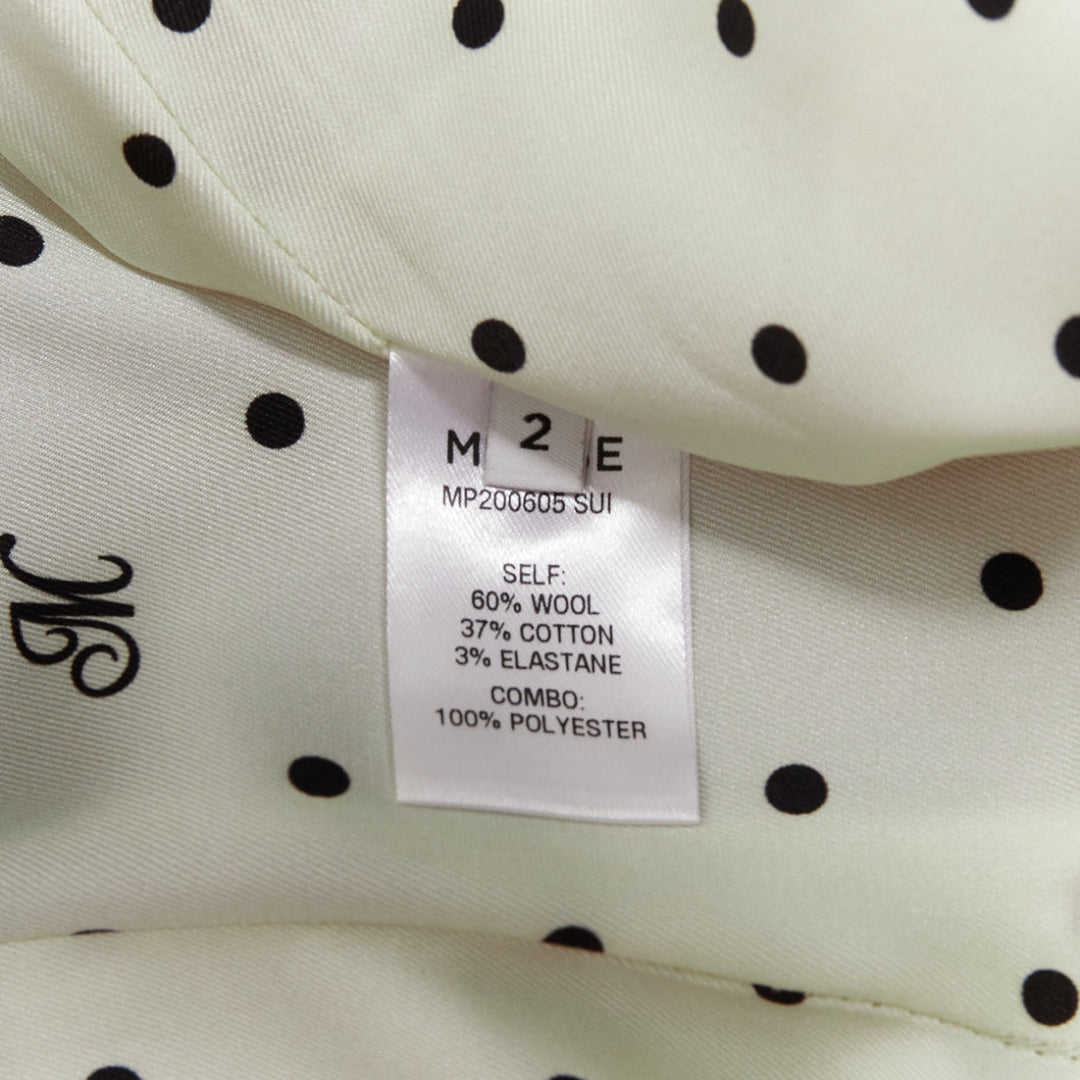 2
M E
MP200605 SUI
SELF:
60% WOOL
37% COTTON
3% ELASTANE
COMBO:
100% POLYESTER
M